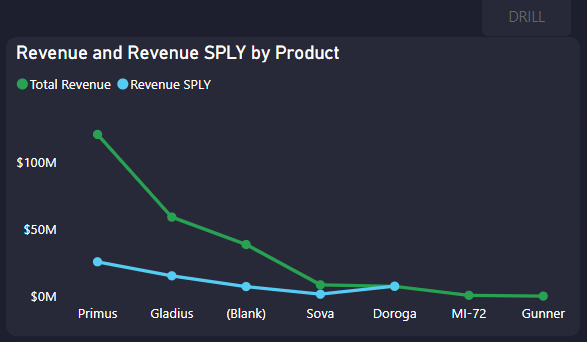 DRILL
Revenue and Revenue SPLY by Product
Total Revenue Revenue SPLY
$100M
$50M
$0M
Primus Gladius (Blank) Sova Doroga MI-72 Gunner